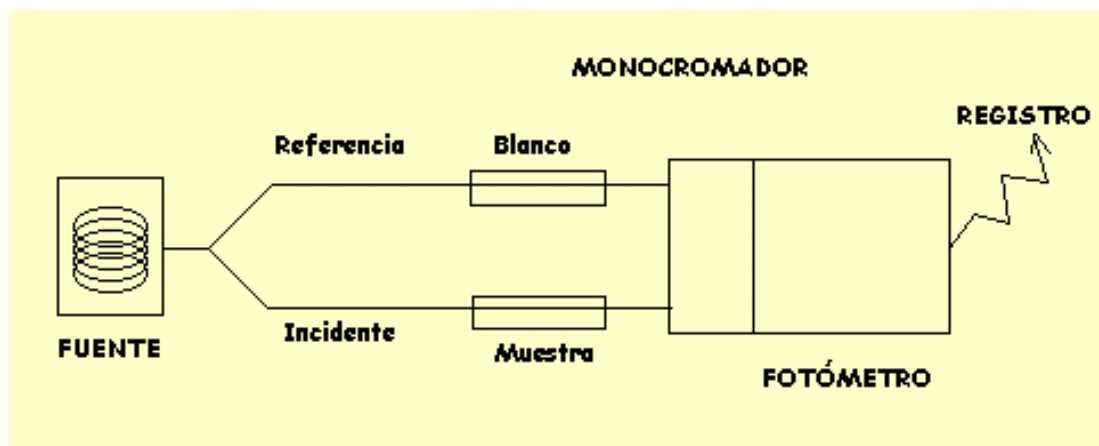 MONOCROMADOR
REGISTRO
Referencia
Blanco
FUENTE
Incidente
Muestra
FOTÓMETRO